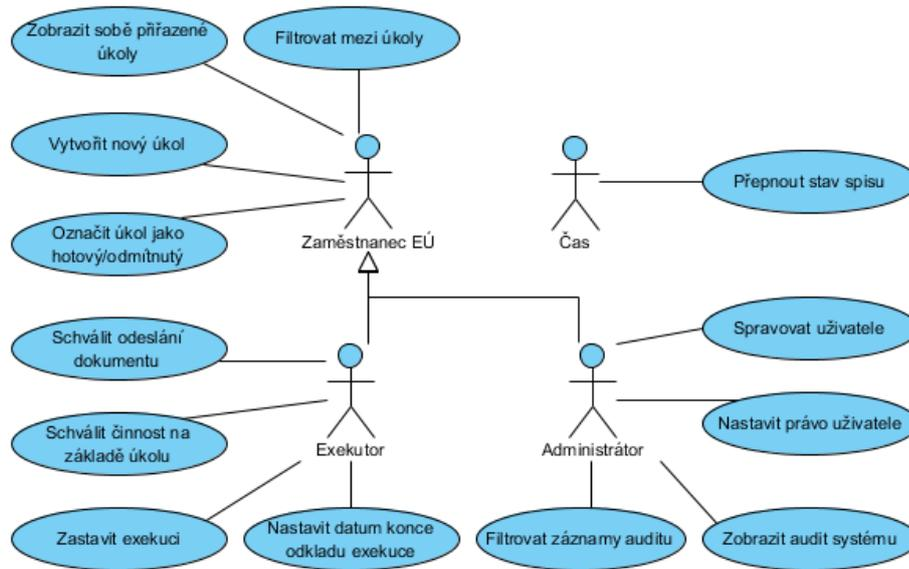 Zobrazit sobě přiřazené
úkoly
Filtrovat mezi úkoly
Vytvořit nový úkol
Přepnout stav spisu
Označit úkol jako
hotový/odmítnutý
Zaměstnanec EÚ
Čas
Schválit odeslání
dokumentu
Spravovat uživatele
Schválit činnost na
základě úkolu
Nastavit právo uživatele
Exekutor
Administrátor
Zastavit exekuci
Nastavit datum konce
odkladu exekuce
Filtrovat záznamy auditu
Zobrazit audit systému